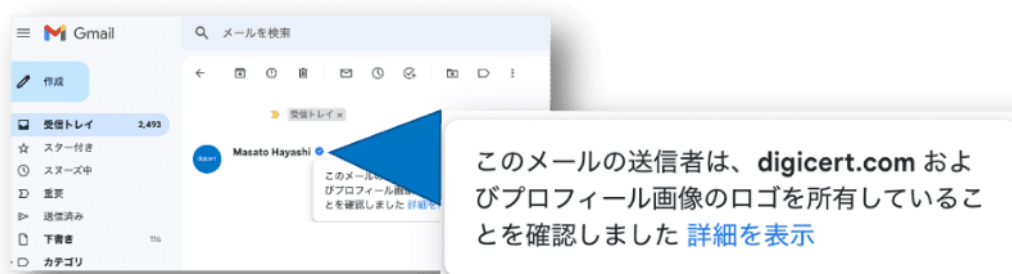 Gmail
メールを検索
作成
受信トレイ 2,493
スター付き
スヌーズ中
重要
送信済み
下書き 116
カテゴリ
受信トレイ ×
digicert
Masato Hayashi
このメールの
びプロフィール画像
とを確認しました 詳細を
このメールの送信者は、digicert.com およ
びプロフィール画像のロゴを所有しているこ
とを確認しました 詳細を表示